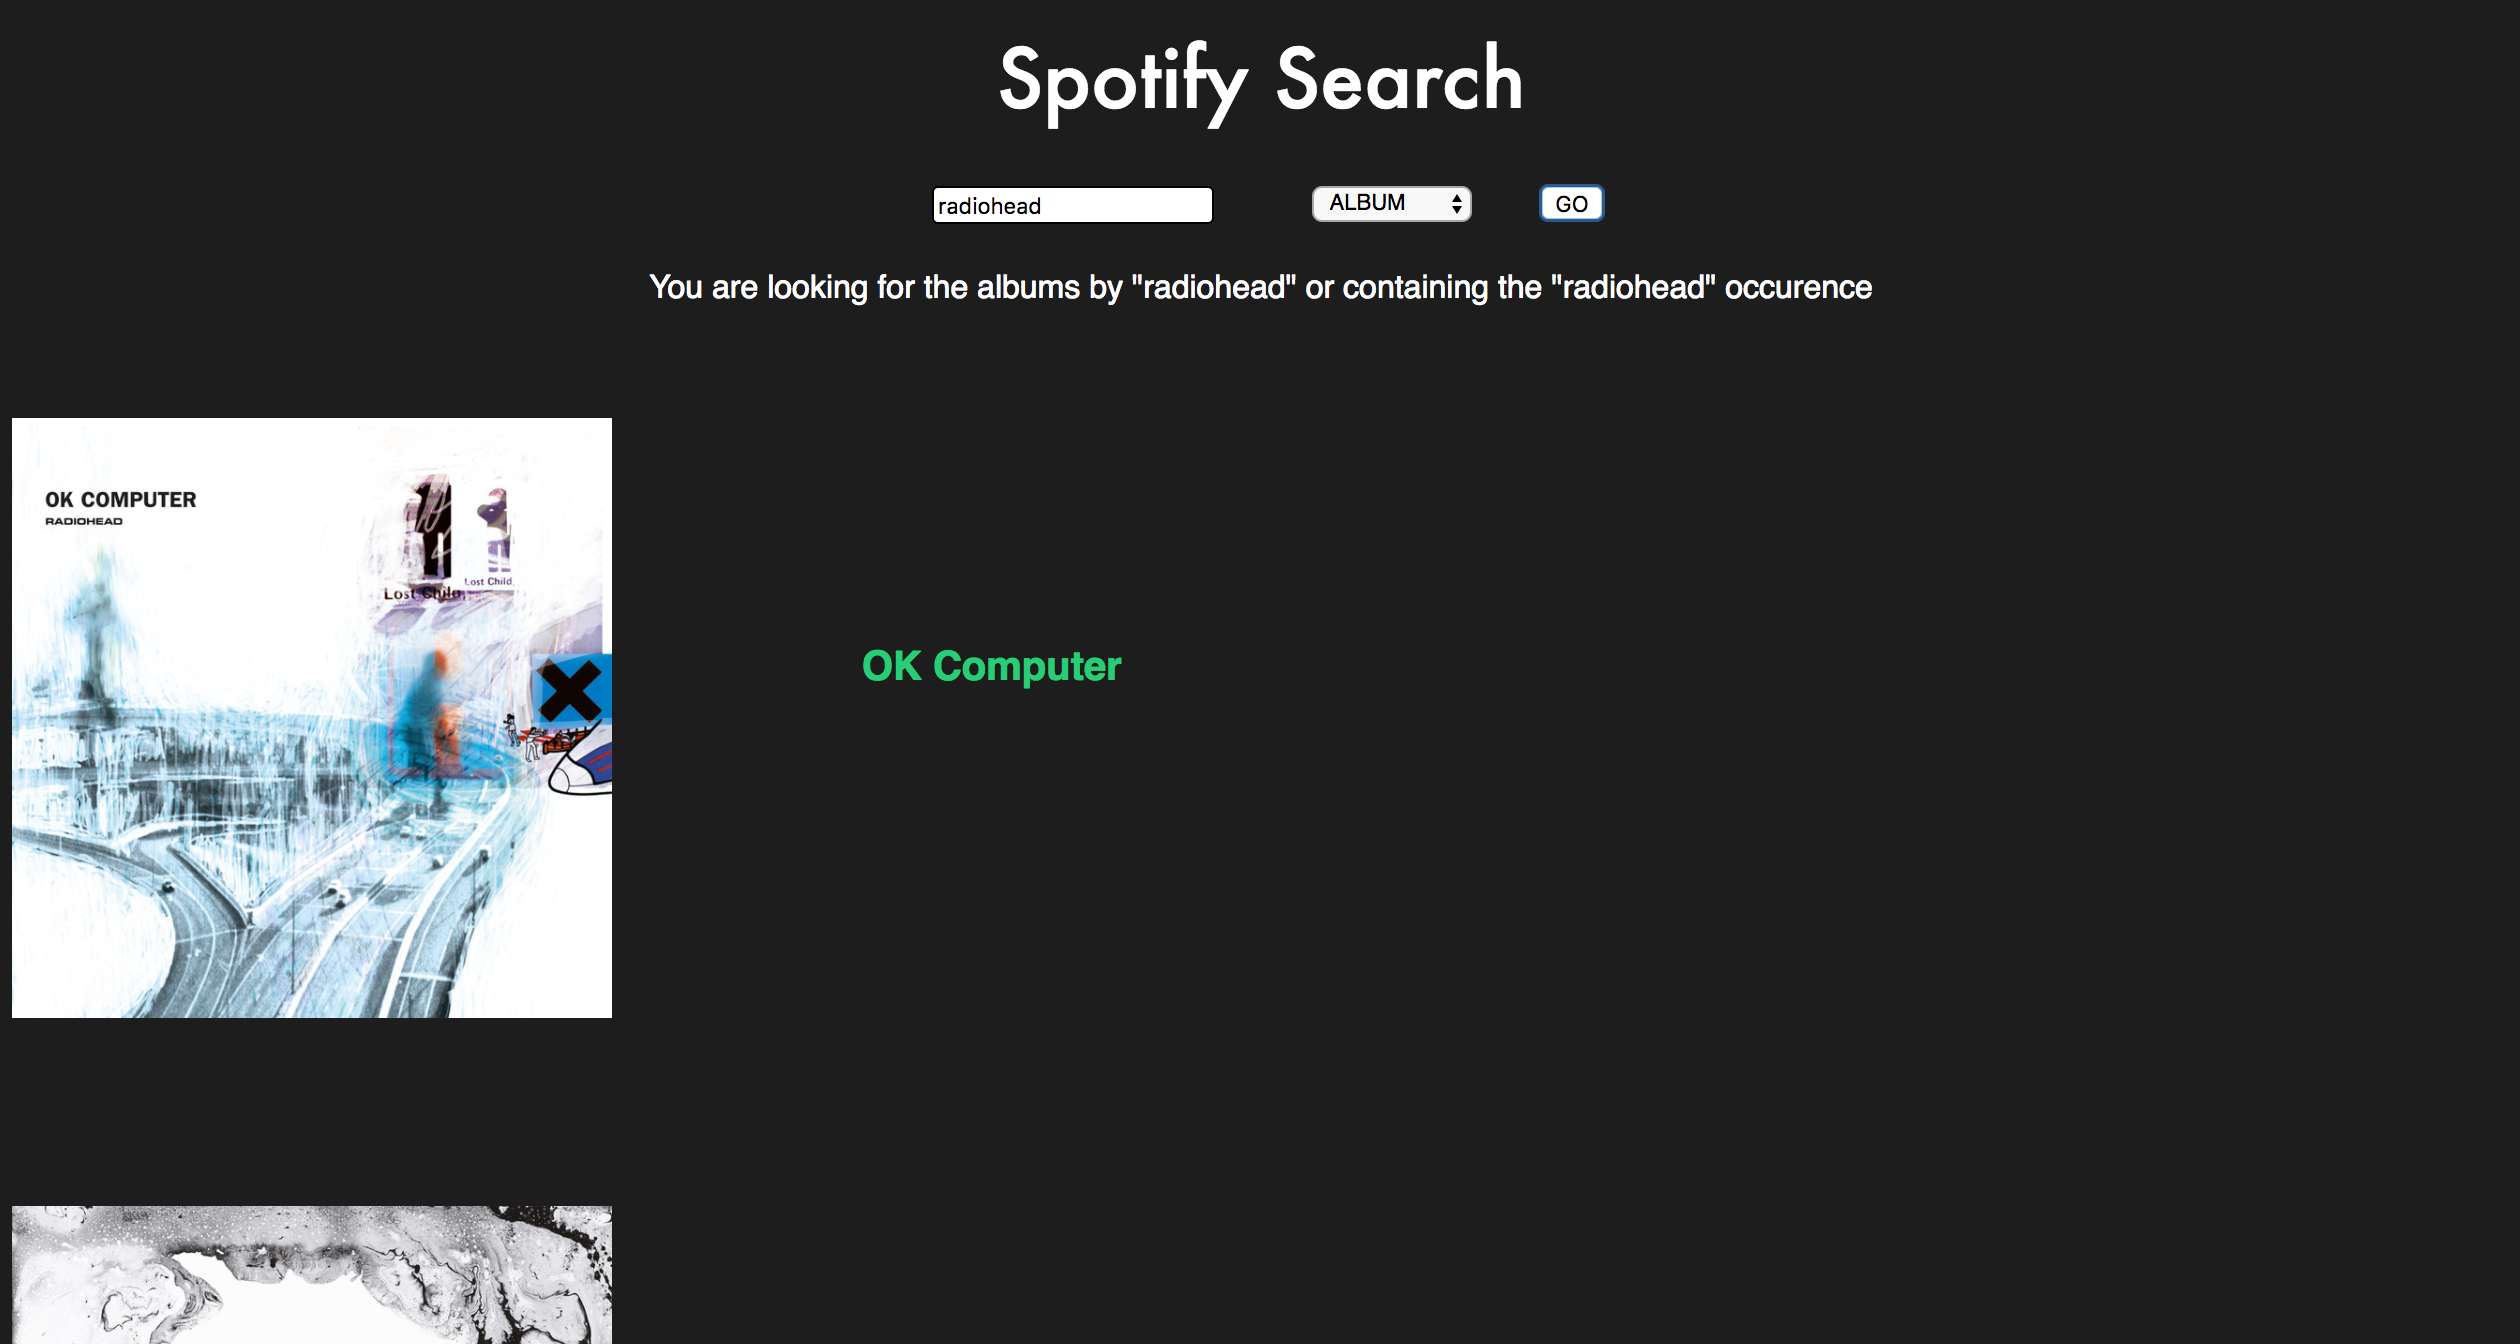 Spotify Search
radiohead
ALBUM
GO
You are looking for the albums by "radiohead" or containing the "radiohead" occurence
OK COMPUTER
RADIOHEAD
Lost Child
Lost Child
OK Computer